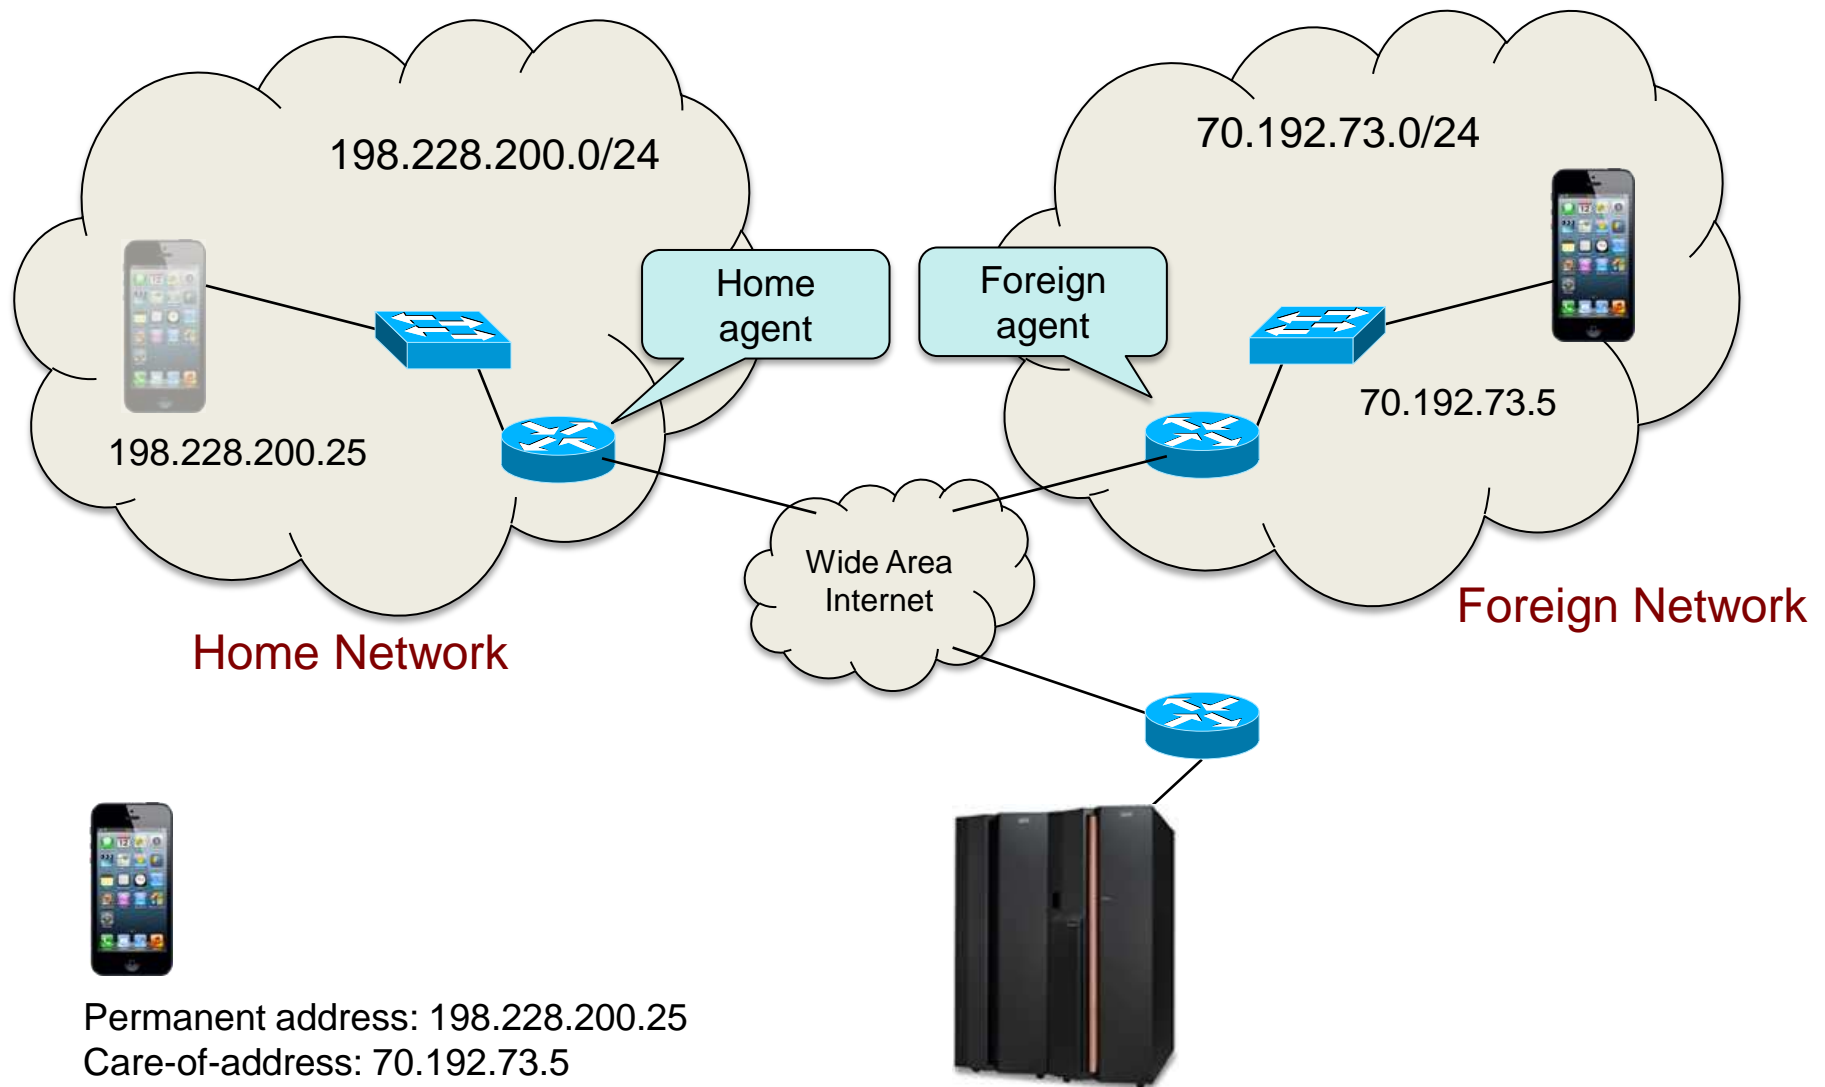 198.228.200.0/24
70.192.73.0/24
Home
agent
Foreign
agent
198.228.200.25
70.192.73.5
Wide Area
Internet
Home Network
Foreign Network
Permanent address: 198.228.200.25
Care-of-address: 70.192.73.5